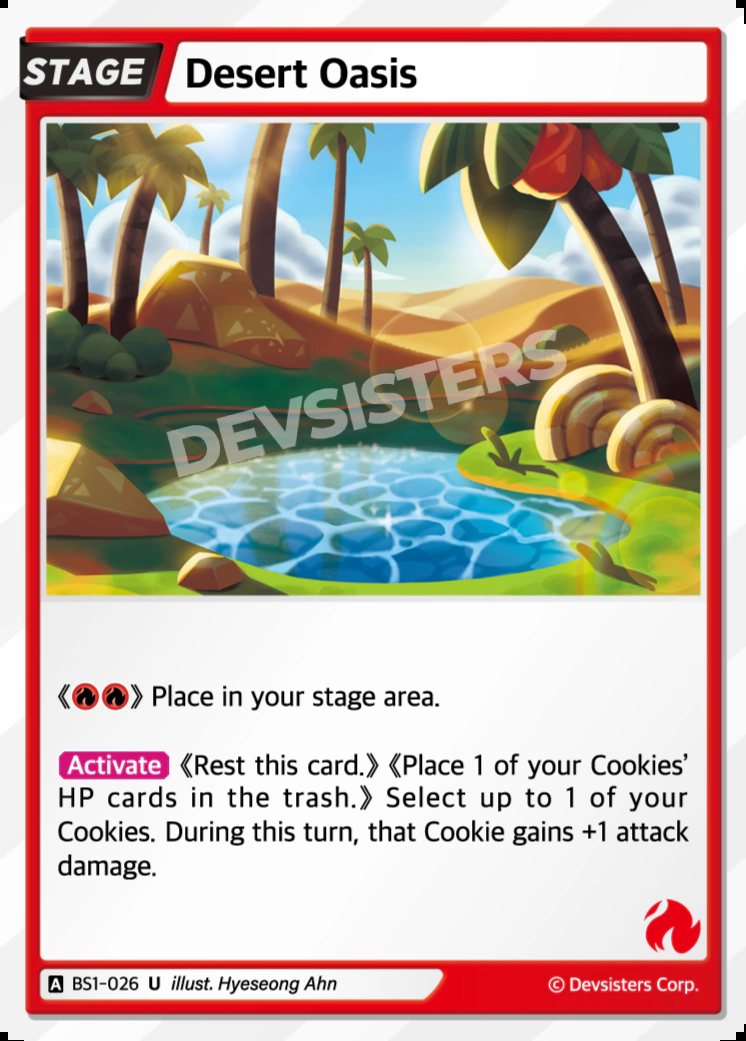 STAGE Desert Oasis
DEVSISTERS
《》 Place in your stage area.
Activate 《Rest this card.》 《Place 1 of your Cookies’
HP cards in the trash.》 Select up to 1 of your
Cookies. During this turn, that Cookie gains +1 attack
damage.
A BS1-026 U illust. Hyeseong Ahn © Devsisters Corp.